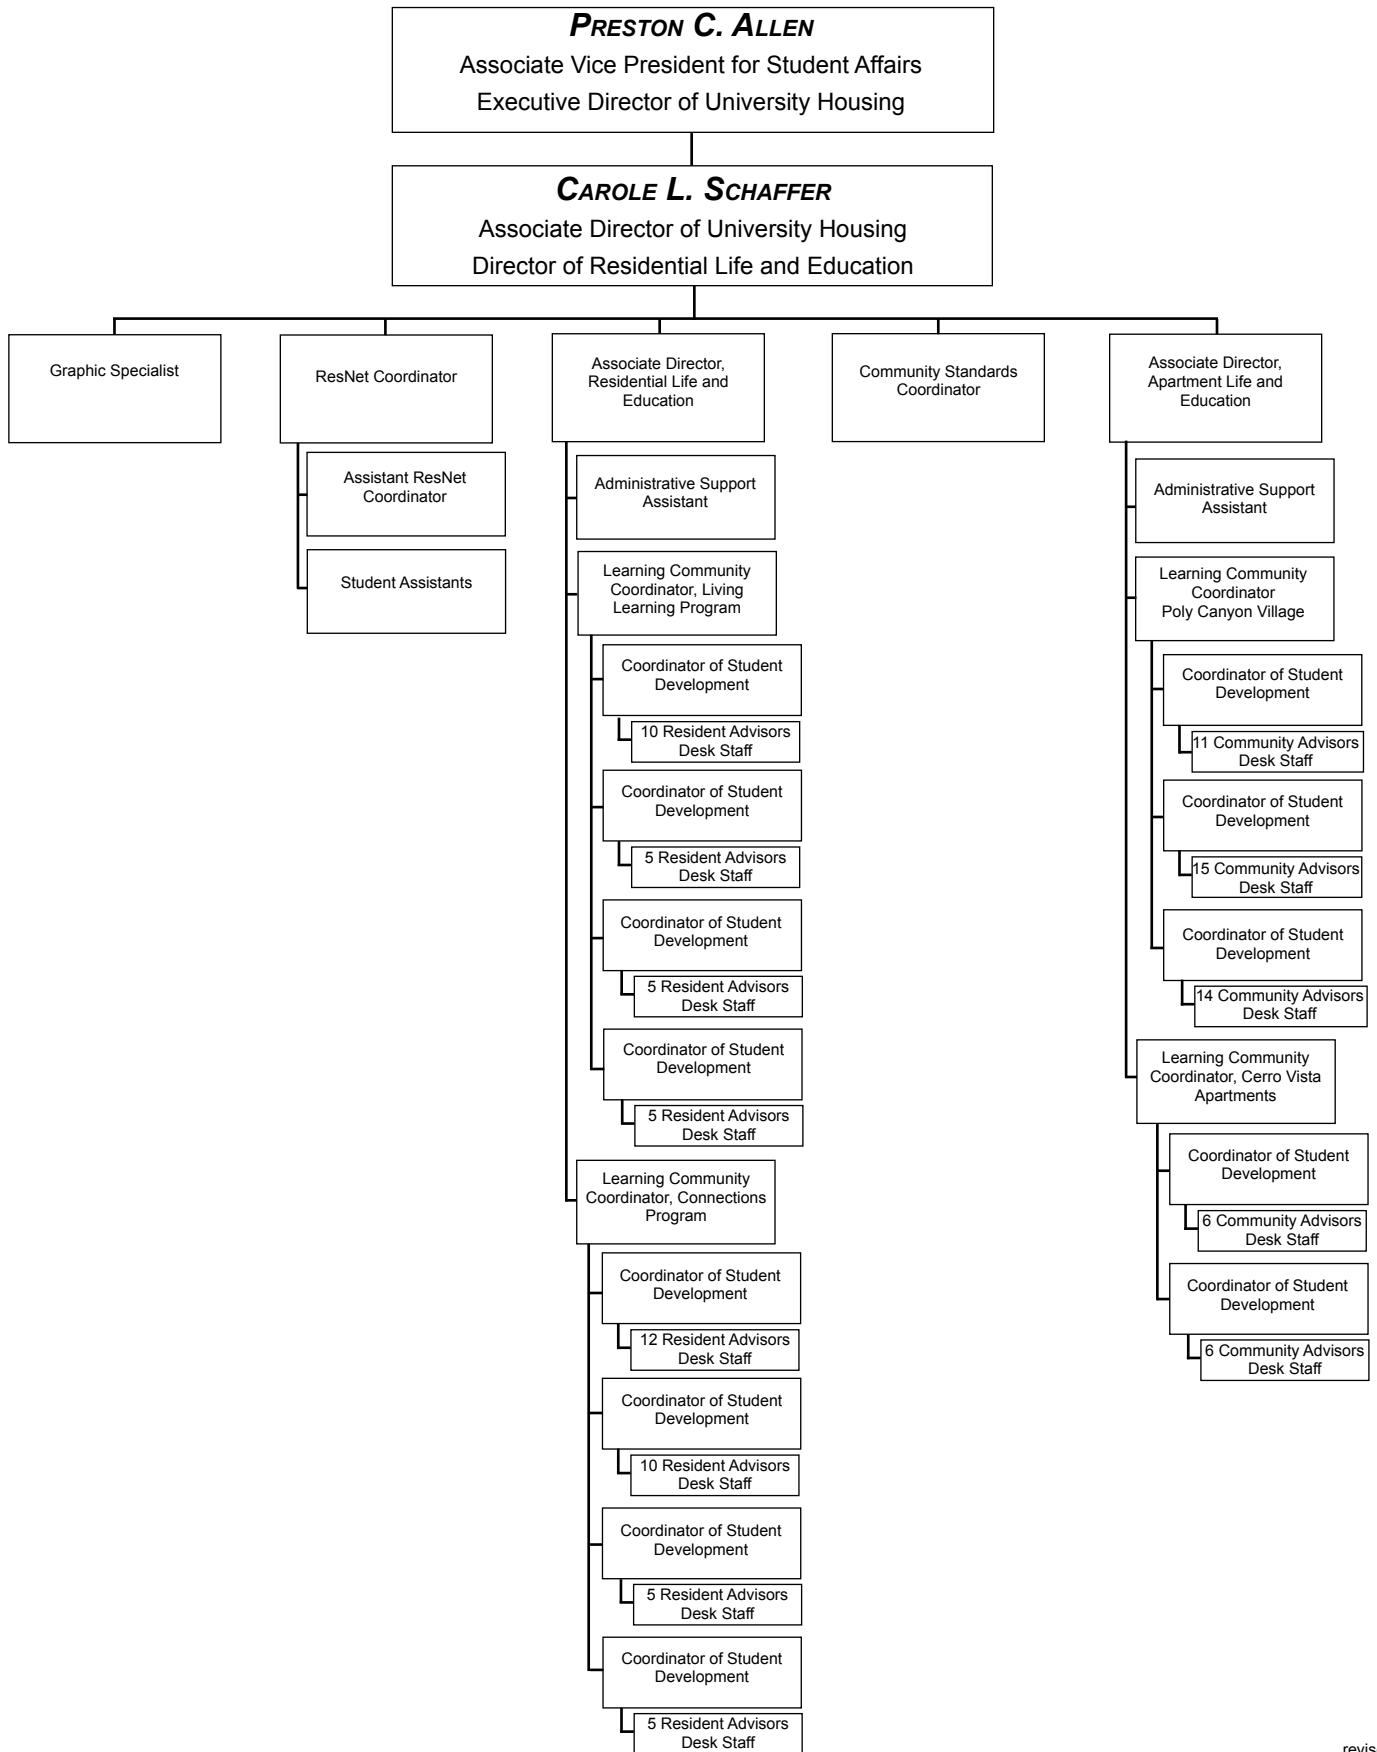 PRESTON C. ALLEN
Associate Vice President for Student Affairs
Executive Director of University Housing
CAROLE L. SCHAFFER
Associate Director of University Housing
Director of Residential Life and Education
Graphic Specialist
ResNet Coordinator
Assistant ResNet
Coordinator
Student Assistants
Associate Director,
Residential Life and
Education
Administrative Support
Assistant
Learning Community
Coordinator, Living
Learning Program
Coordinator of Student
Development
10 Resident Advisors
Desk Staff
Coordinator of Student
Development
5 Resident Advisors
Desk Staff
Coordinator of Student
Development
5 Resident Advisors
Desk Staff
Coordinator of Student
Development
5 Resident Advisors
Desk Staff
Learning Community
Coordinator, Connections
Program
Coordinator of Student
Development
12 Resident Advisors
Desk Staff
Coordinator of Student
Development
10 Resident Advisors
Desk Staff
Coordinator of Student
Development
5 Resident Advisors
Desk Staff
Coordinator of Student
Development
5 Resident Advisors
Desk Staff
Community Standards
Coordinator
Associate Director,
Apartment Life and
Education
Administrative Support
Assistant
Learning Community
Coordinator
Poly Canyon Village
Coordinator of Student
Development
11 Community Advisors
Desk Staff
Coordinator of Student
Development
15 Community Advisors
Desk Staff
Coordinator of Student
Development
14 Community Advisors
Desk Staff
Learning Community
Coordinator, Cerro Vista
Apartments
Coordinator of Student
Development
6 Community Advisors
Desk Staff
Coordinator of Student
Development
6 Community Advisors
Desk Staff